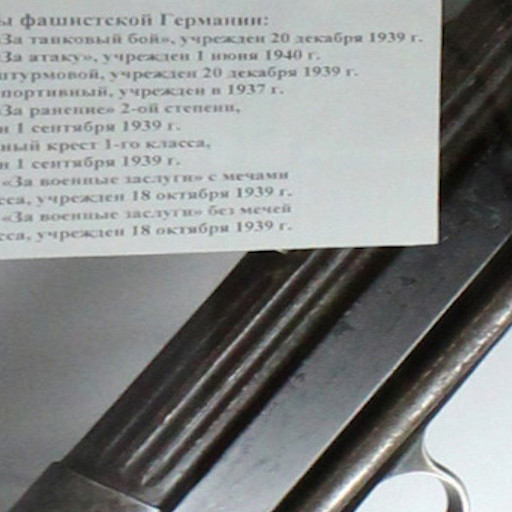 ы фашистской Германии:
«За танковый бой», учрежден 20 декабря 1939 г.
«За атаку», учрежден 1 июня 1940 г.
штурмовой, учрежден 20 декабря 1939 г.
спортивный, учрежден в 1937 г.
«За ранение» 2-ой степени,
н 1 сентября 1939 г.
ный крест 1-го класса,
н 1 сентября 1939 г.
«За военные заслуги» с мечами
сса, учрежден 18 октября 1939 г.
«За военные заслуги» без мечей
сса, учрежден 18 октября 1939 г.